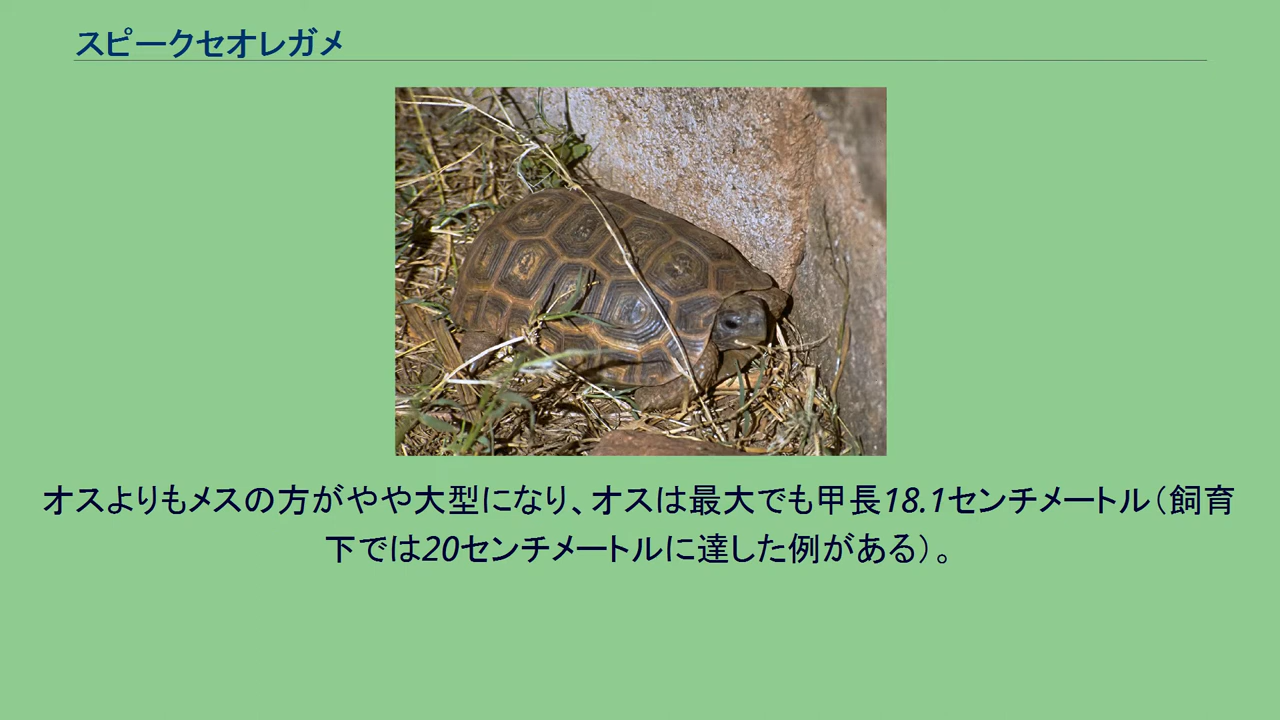 スピークセオレガメ
オスよりもメスの方がやや大型になり、オスは最大でも甲長18.1センチメートル（飼育
下では20センチメートルに達した例がある）。